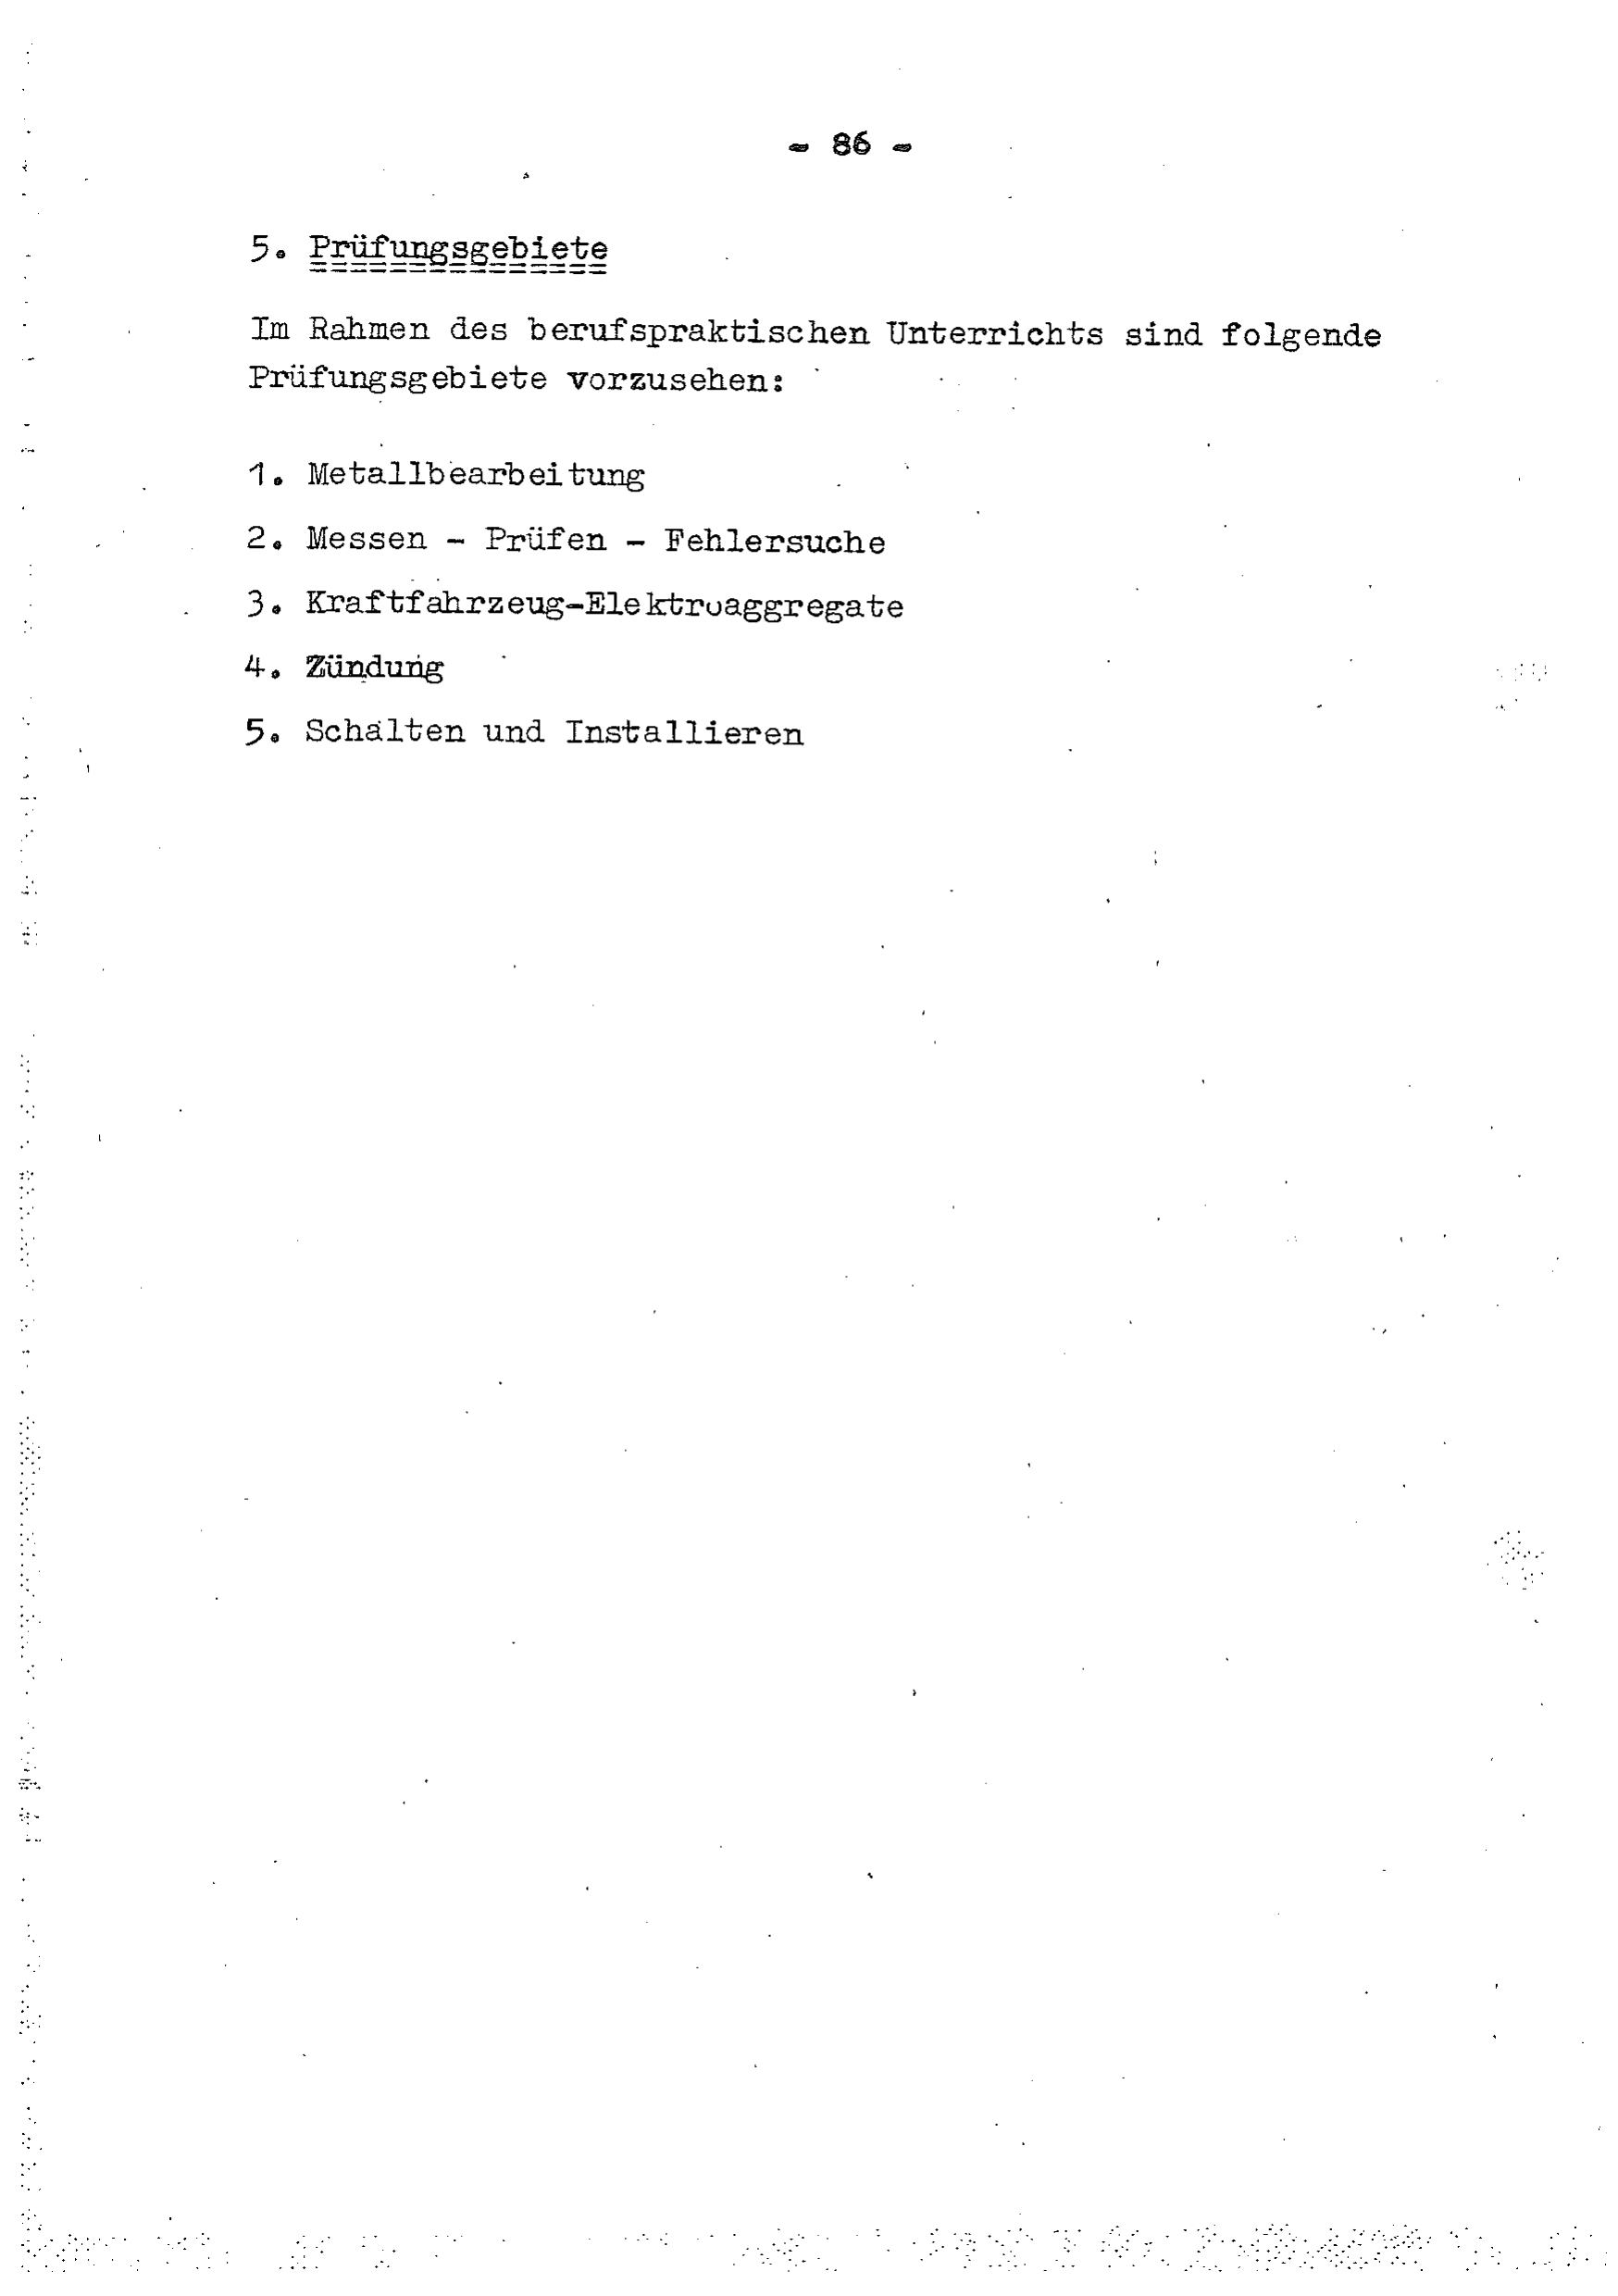 - 86 -
5. Prüfungsgebiete
Im Rahmen des berufspraktischen Unterrichts sind folgende
Prüfungsgebiete vorzusehen:
1. Metallbearbeitung
2. Messen - Prüfen - Fehlersuche
3. Kraftfahrzeug-Elektroaggregate
4. Zündung
5. Schalten und Installieren